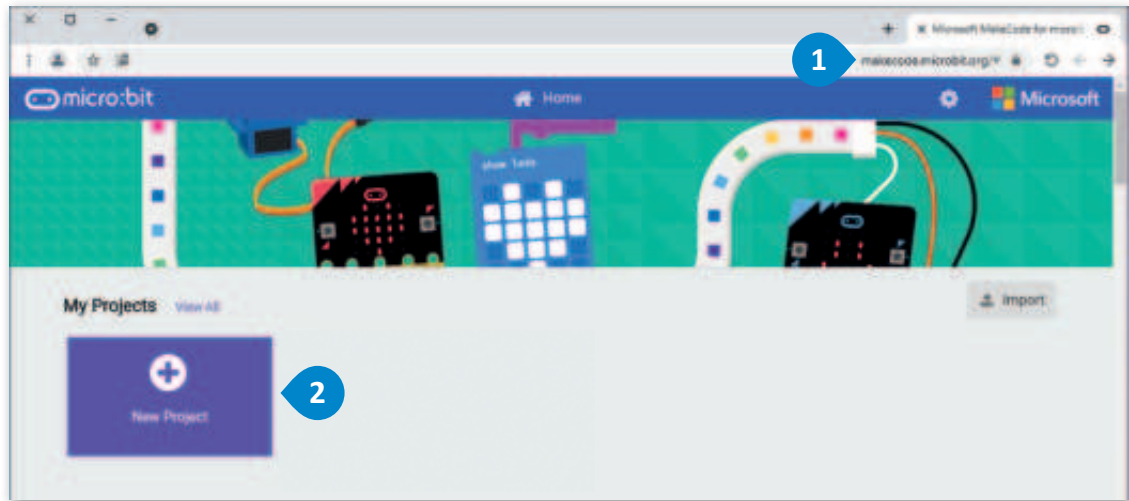 Microsoft MakeCode for micro:b
1
makecode.microbit.org/#
micro:bit
Home
Microsoft
show leds
My Projects View All
Import
New Project
2